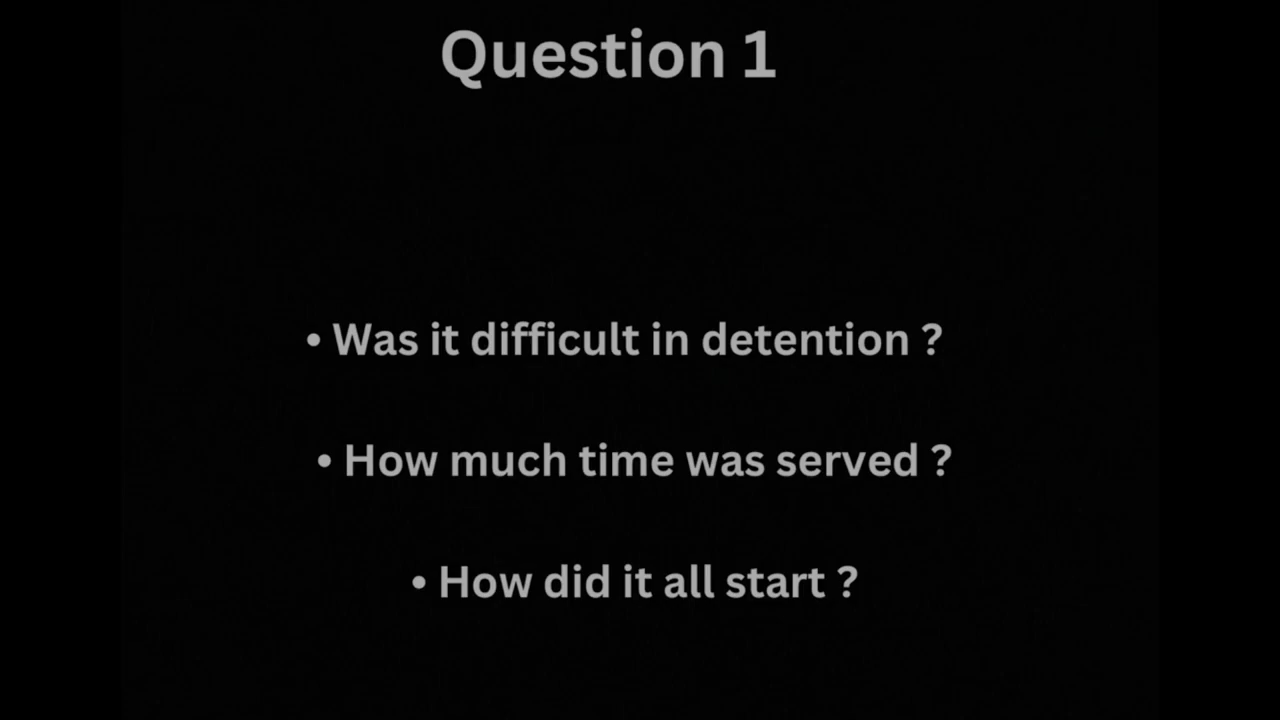 Question 1
• Was it difficult in detention ?
• How much time was served ?
• How did it all start ?